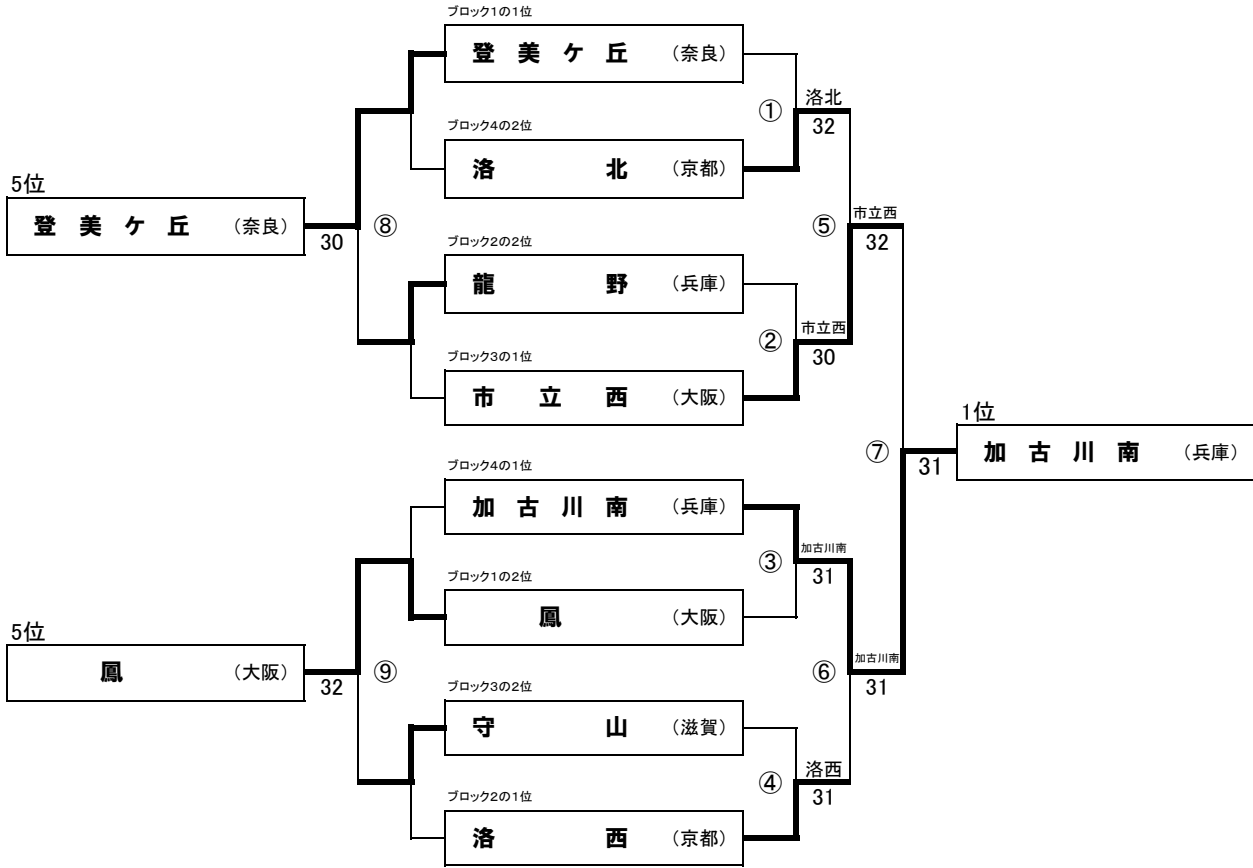 ブロック1の1位
登 美 ケ 丘 (奈良)
① 洛北
32
ブロック4の2位
洛 北 (京都)
5位
登 美 ケ 丘 (奈良)
30
⑧
⑤ 市立西
32
ブロック2の2位
龍 野 (兵庫)
② 市立西
30
ブロック3の1位
市 立 西 (大阪)
1位
加 古 川 南 (兵庫)
⑦
31
ブロック4の1位
加 古 川 南 (兵庫)
③ 加古川南
31
ブロック1の2位
鳳 (大阪)
5位
鳳 (大阪)
32
⑨
⑥ 加古川南
31
ブロック3の2位
守 山 (滋賀)
④ 洛西
31
ブロック2の1位
洛 西 (京都)